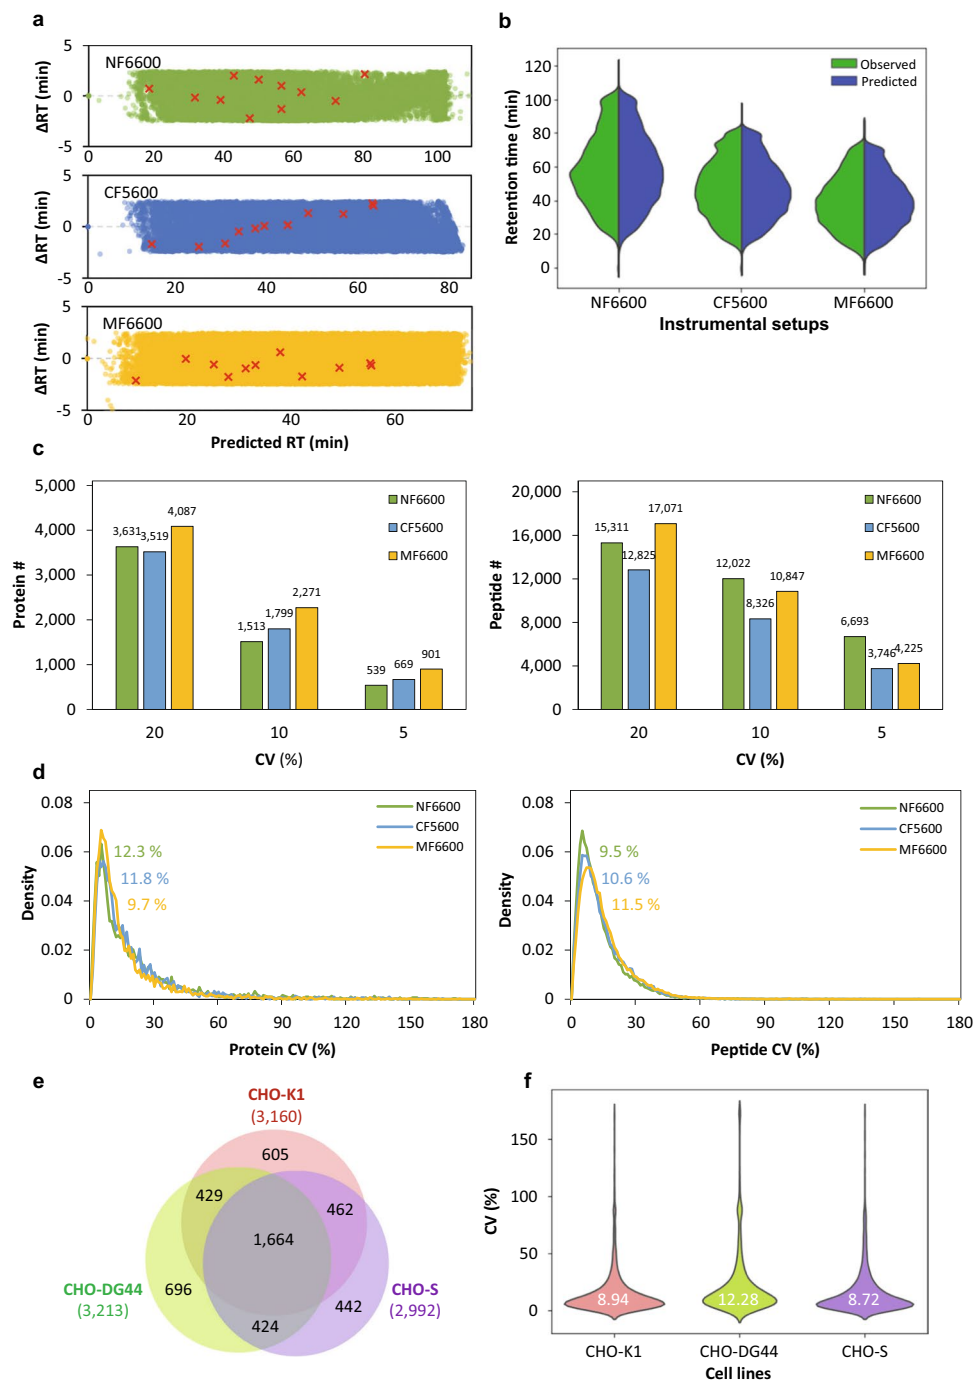 a
5
0
-5
ΔRT (min)
NF6600
0
20
40
60
80
100
5
0
-5
ΔRT (min)
CF5600
0
20
40
60
80
5
0
-5
ΔRT (min)
MF6600
0
20
40
60
Predicted RT (min)
b
120
100
80
60
40
20
0
Retention time (min)
Observed
Predicted
NF6600
CF5600
MF6600
Instrumental setups
c
5,000
4,000
3,000
2,000
1,000
0
Protein #
NF6600
CF5600
MF6600
3,631
3,519
4,087
1,513
1,799
2,271
539
669
901
20
10
5
CV (%)
20,000
16,000
12,000
8,000
4,000
0
Peptide #
NF6600
CF5600
MF6600
15,311
12,825
17,071
12,022
8,326
10,847
6,693
3,746
4,225
20
10
5
CV (%)
d
0.08
0.06
0.04
0.02
0
Density
NF6600
CF5600
MF6600
12.3 %
11.8 %
9.7 %
0
30
60
90
120
150
180
Protein CV (%)
0.08
0.06
0.04
0.02
0
Density
NF6600
CF5600
MF6600
9.5 %
10.6 %
11.5 %
0
30
60
90
120
150
180
Peptide CV (%)
e
CHO-K1
(3,160)
605
429
462
1,664
CHO-DG44
(3,213)
696
424
442
CHO-S
(2,992)
f
150
100
50
0
CV (%)
8.94
12.28
8.72
CHO-K1
CHO-DG44
CHO-S
Cell lines